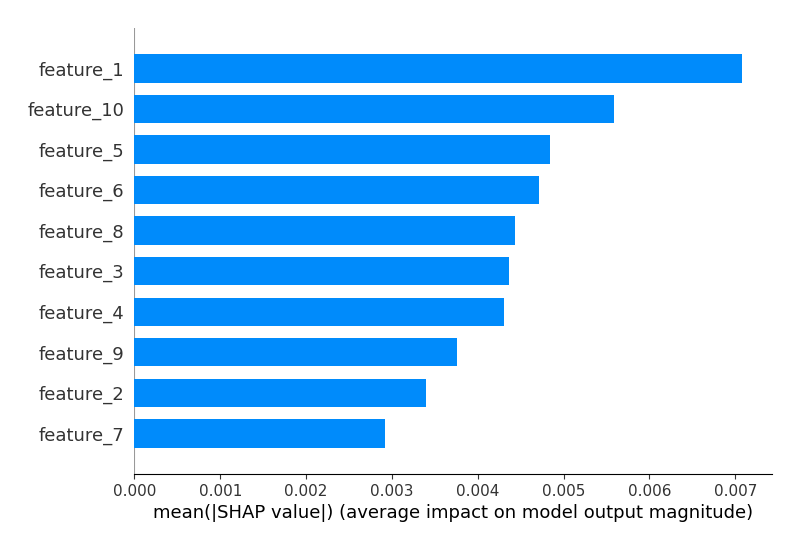 feature_1
feature_10
feature_5
feature_6
feature_8
feature_3
feature_4
feature_9
feature_2
feature_7
0.000 0.001 0.002 0.003 0.004 0.005 0.006 0.007
mean(|SHAP value|) (average impact on model output magnitude)